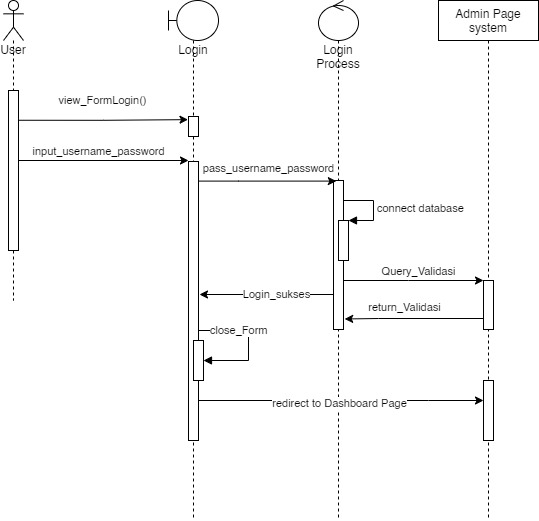 User
Login
Login
Process
Admin Page
system
view_FormLogin()
input_username_password
pass_username_password
connect database
Query_Validasi
Login_sukses
return_Validasi
close_Form
redirect to Dashboard Page